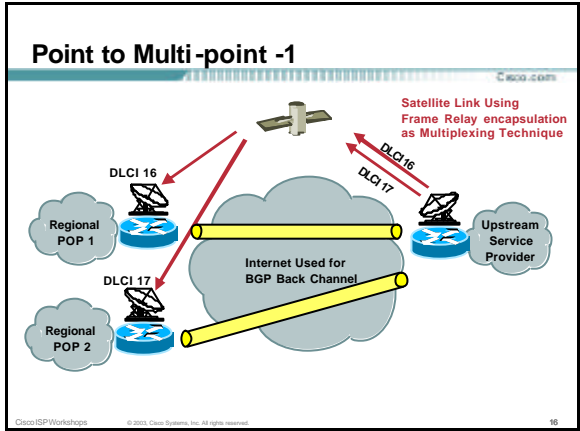 Point to Multi-point -1
Cisco.com
Satellite Link Using
Frame Relay encapsulation
as Multiplexing Technique
DLCI 16
DLCI 17
DLCI 16
Regional
POP 1
Internet Used for
BGP Back Channel
Upstream
Service
Provider
DLCI 17
Regional
POP 2
Cisco ISP Workshops
© 2003, Cisco Systems, Inc. All rights reserved.
16